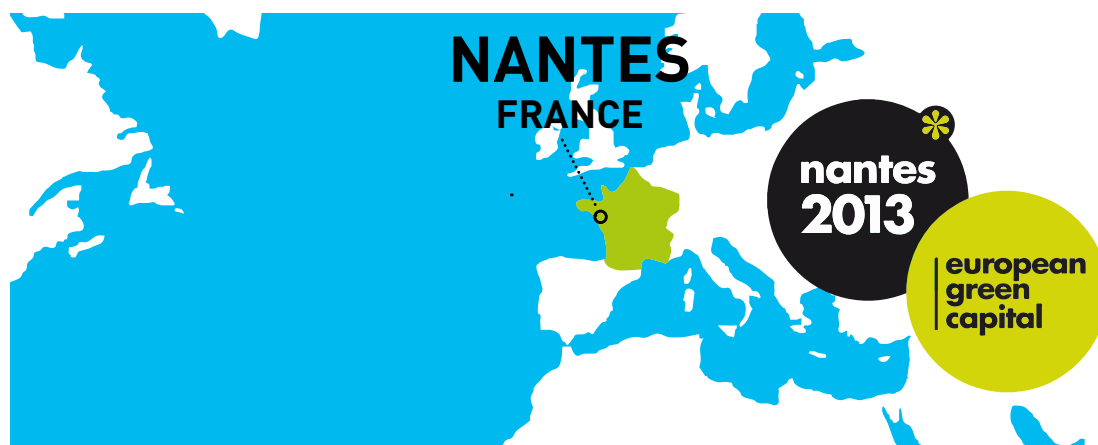 NANTES
FRANCE
nantes
2013
european
green
capital